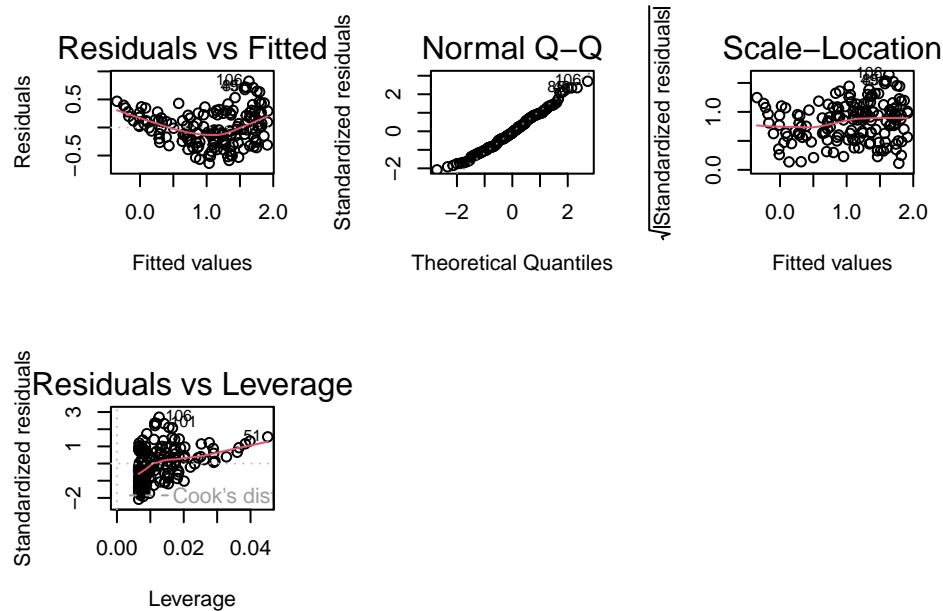 Residuals vs Fitted
Residuals
0.5
−0.5
106
0.0 1.0 2.0
Fitted values
Normal Q−Q
Standardized residuals
2
0
−2
106
−2 0 2
Theoretical Quantiles
Scale−Location
√|Standardized residuals|
1.0
0.0
106
0.0 1.0 2.0
Fitted values
Residuals vs Leverage
Standardized residuals
3
1
−2
106
101
51
Cook's dis
0.00 0.02 0.04
Leverage